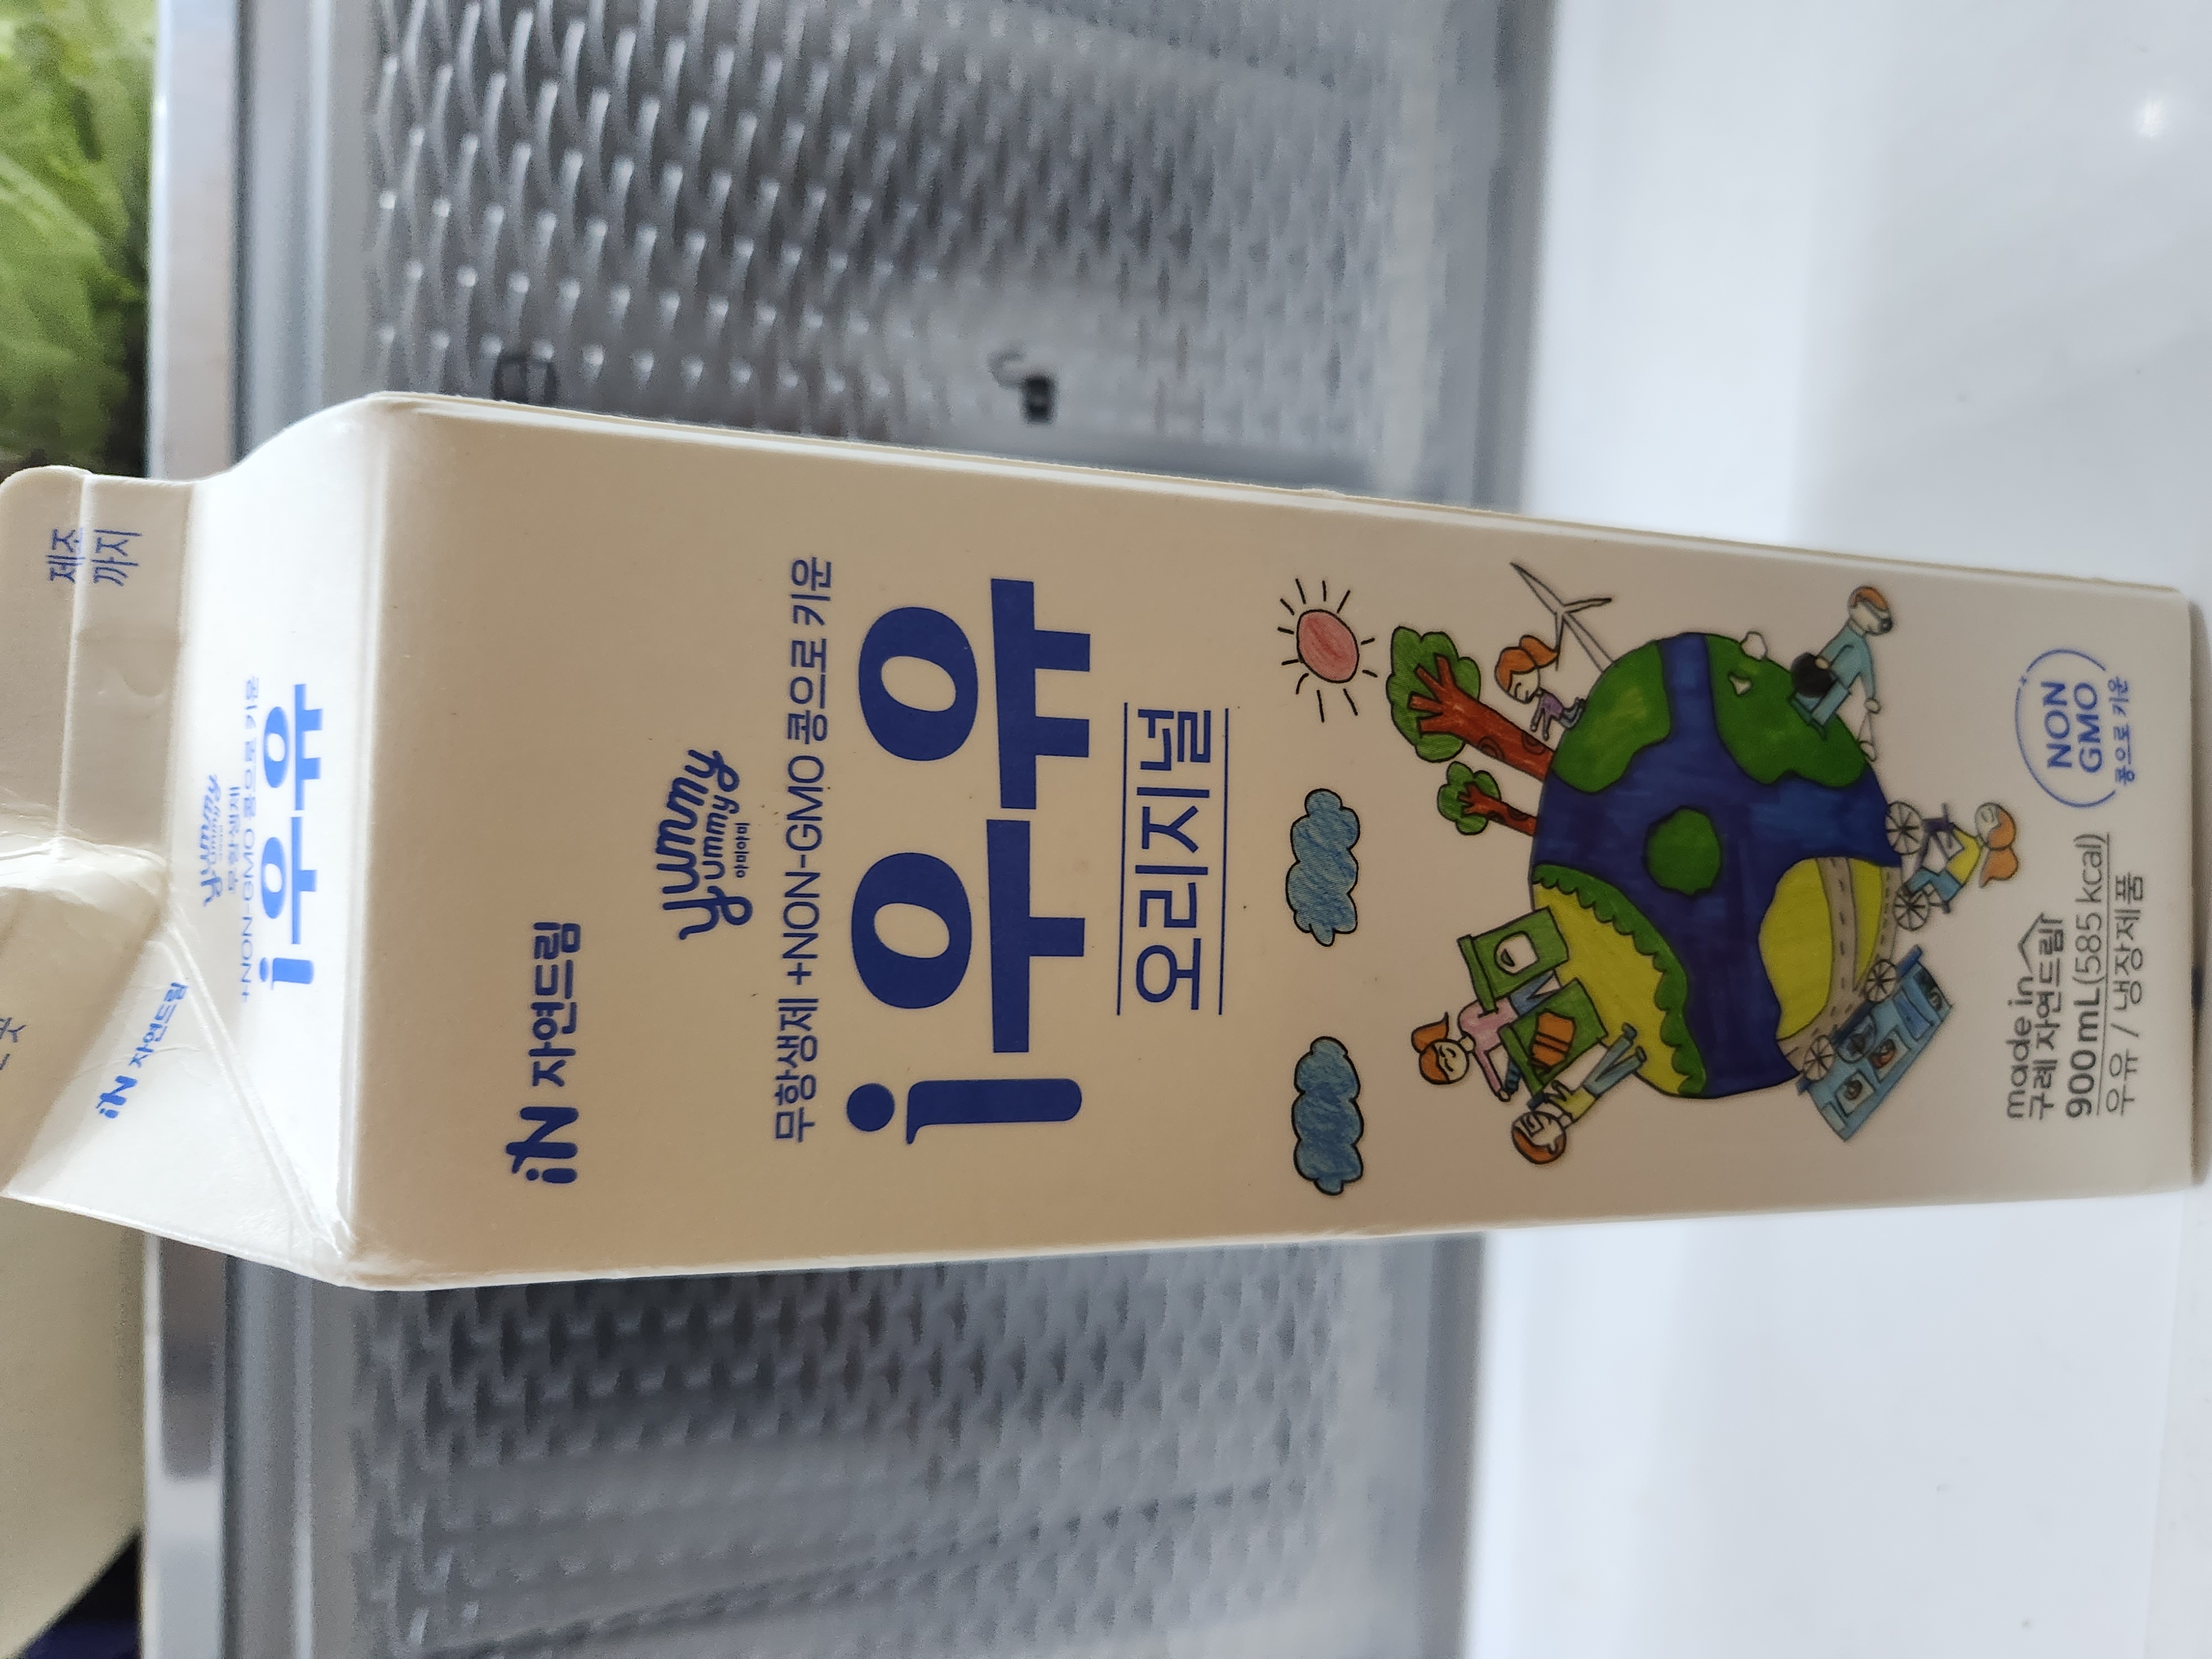 제조
까지
yummy
yummy
무항생제
+NON-GMO 콩으로 키운
i우유
iN 자연드림
iN 자연드림
yummy
yummy
야미야미
무항생제 +NON-GMO 콩으로 키운
i우유
오리지널
made in
구례 자연드림
900 mL(585 kcal)
우유 / 냉장제품
NON
GMO
콩으로 키운